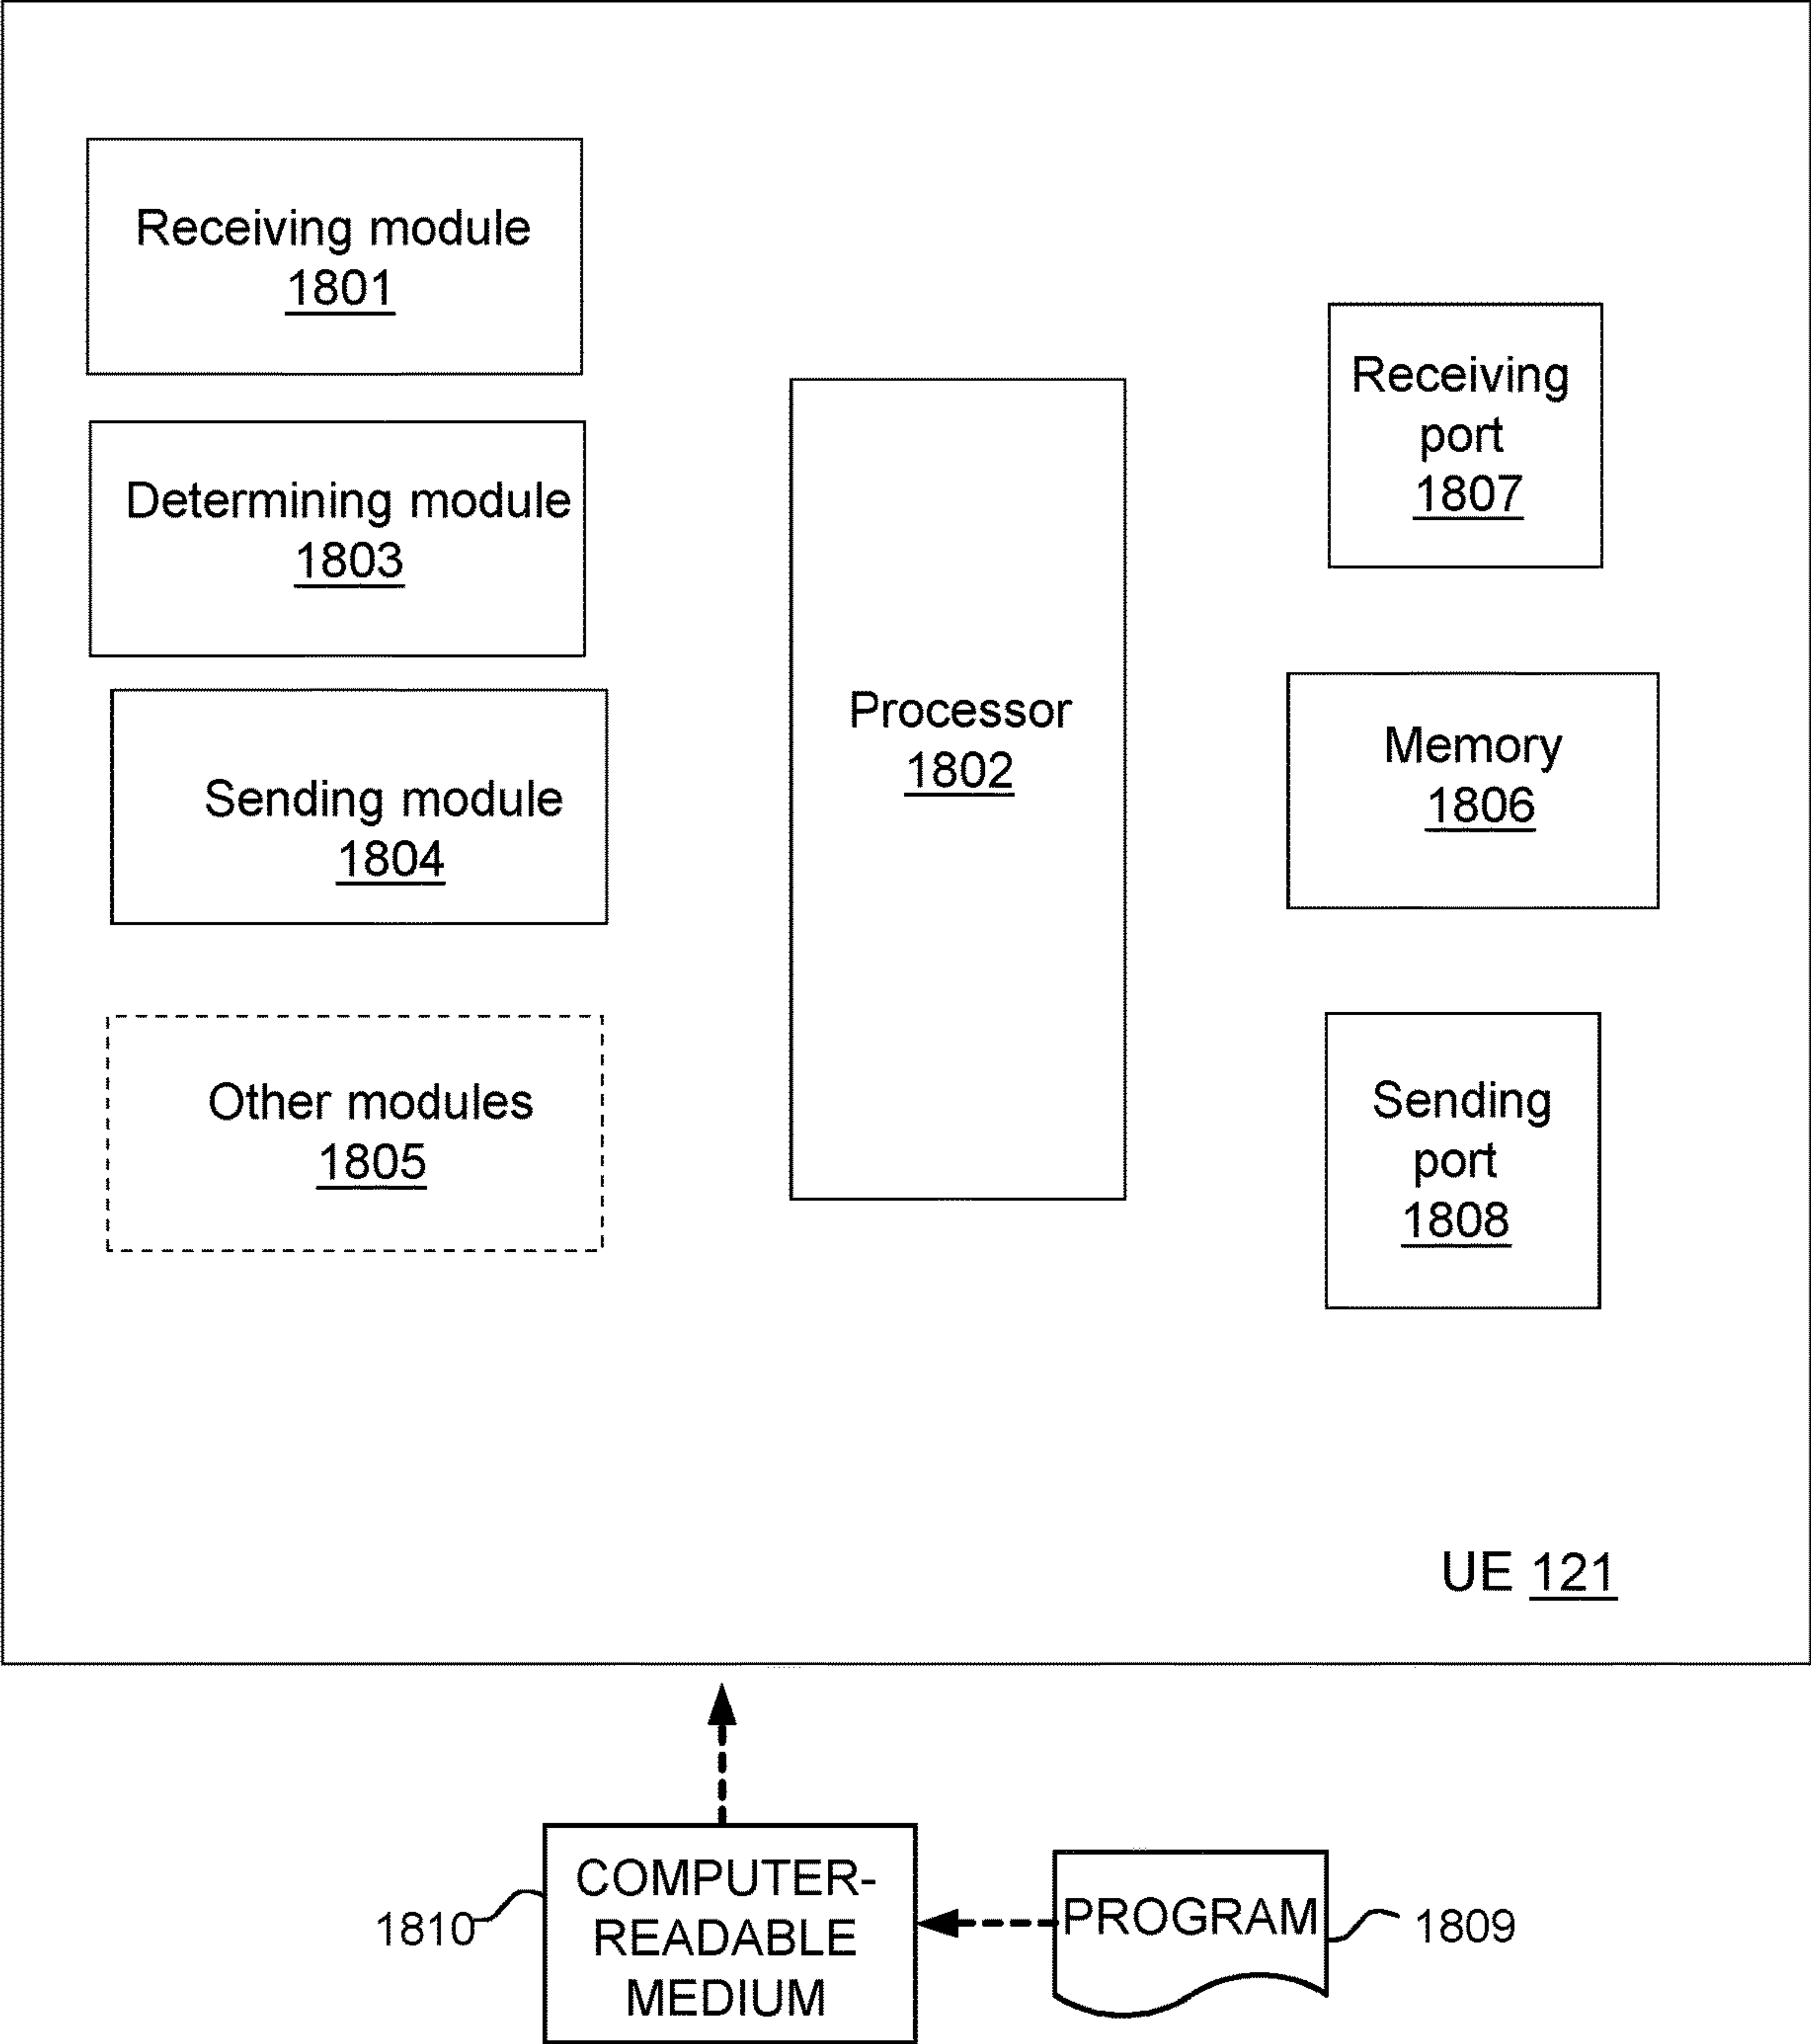 Receiving module
1801
Determining module
1803
Sending module
1804
Other modules
1805
Processor
1802
Receiving
port
1807
Memory
1806
Sending
port
1808
UE 121
COMPUTER-
READABLE
MEDIUM
1810
PROGRAM
1809